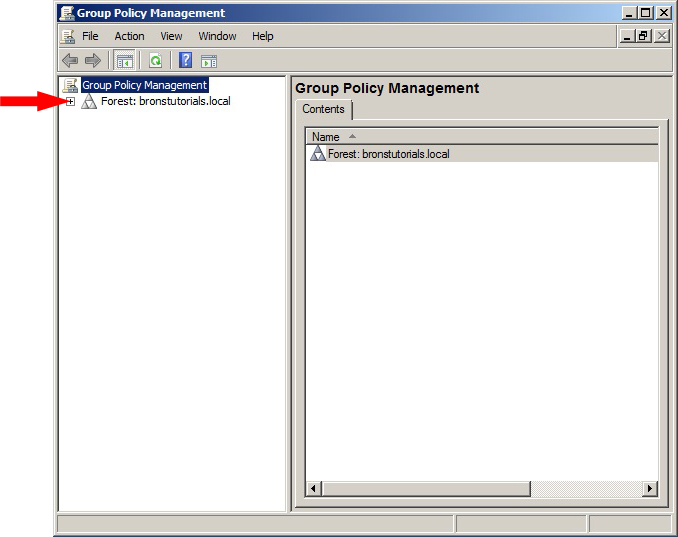 Group Policy Management
File Action View Window Help
Group Policy Management
Forest: bronstutorials.local
Group Policy Management
Contents
Name
Forest: bronstutorials.local